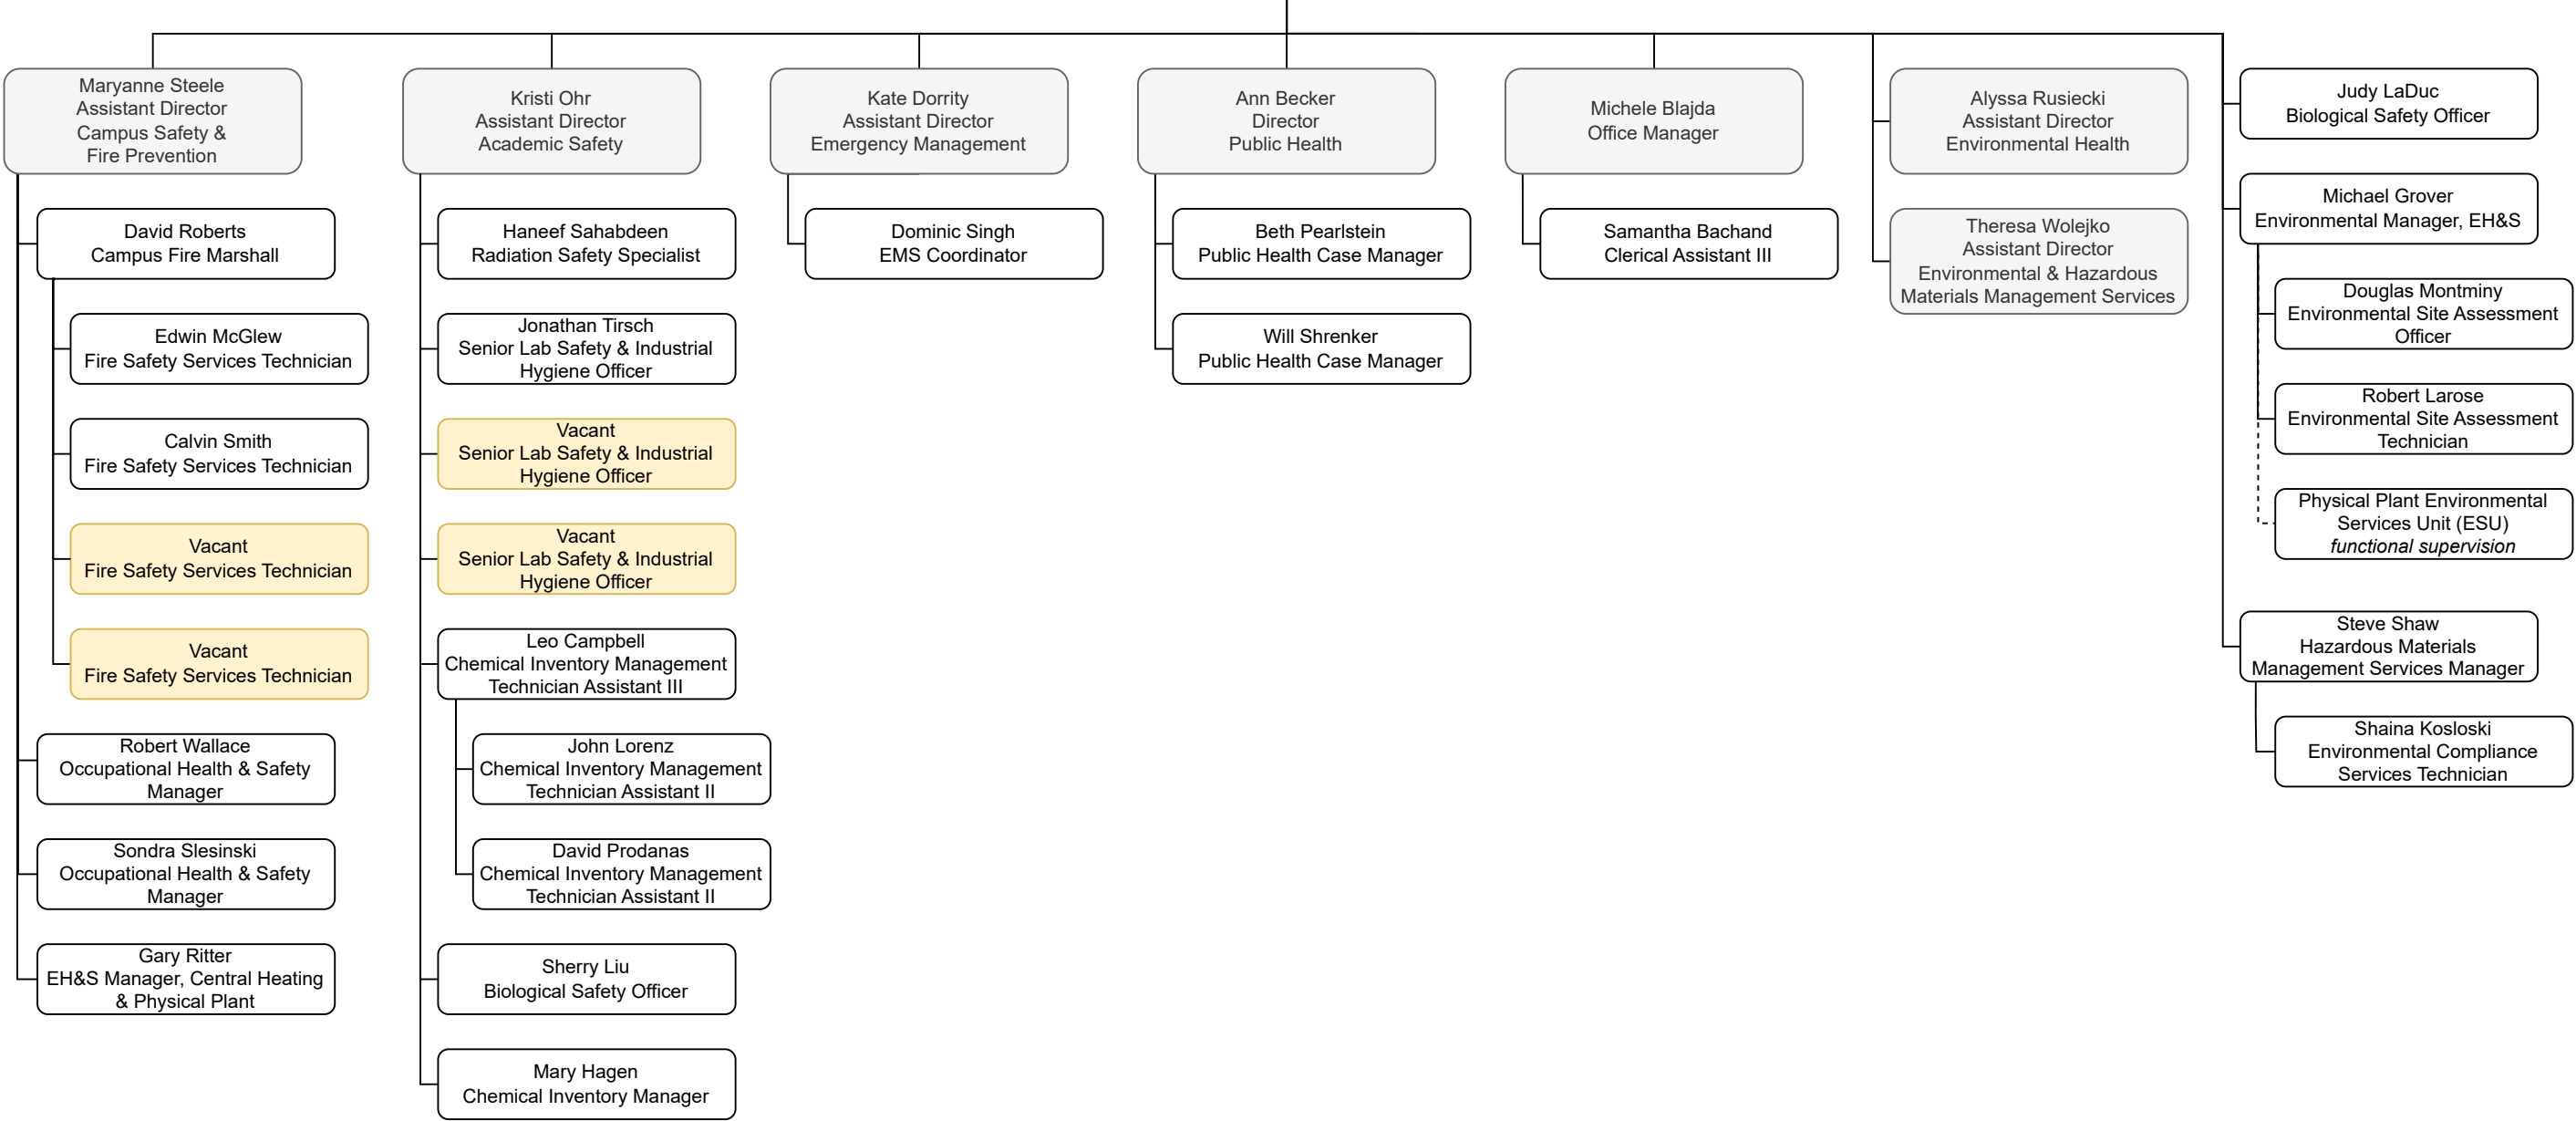 Maryanne Steele
Assistant Director
Campus Safety &
Fire Prevention
David Roberts
Campus Fire Marshall
Edwin McGlew
Fire Safety Services Technician
Calvin Smith
Fire Safety Services Technician
Vacant
Fire Safety Services Technician
Vacant
Fire Safety Services Technician
Robert Wallace
Occupational Health & Safety
Manager
Sondra Slesinski
Occupational Health & Safety
Manager
Gary Ritter
EH&S Manager, Central Heating
& Physical Plant
Kristi Ohr
Assistant Director
Academic Safety
Haneef Sahabdeen
Radiation Safety Specialist
Jonathan Tirsch
Senior Lab Safety & Industrial
Hygiene Officer
Vacant
Senior Lab Safety & Industrial
Hygiene Officer
Vacant
Senior Lab Safety & Industrial
Hygiene Officer
Leo Campbell
Chemical Inventory Management
Technician Assistant III
John Lorenz
Chemical Inventory Management
Technician Assistant II
David Prodanas
Chemical Inventory Management
Technician Assistant II
Sherry Liu
Biological Safety Officer
Mary Hagen
Chemical Inventory Manager
Kate Dorrity
Assistant Director
Emergency Management
Dominic Singh
EMS Coordinator
Ann Becker
Director
Public Health
Beth Pearlstein
Public Health Case Manager
Will Shrenker
Public Health Case Manager
Michele Blajda
Office Manager
Samantha Bachand
Clerical Assistant III
Alyssa Rusiecki
Assistant Director
Environmental Health
Theresa Wolejko
Assistant Director
Environmental & Hazardous
Materials Management Services
Judy LaDuc
Biological Safety Officer
Michael Grover
Environmental Manager, EH&S
Douglas Montminy
Environmental Site Assessment
Officer
Robert Larose
Environmental Site Assessment
Technician
Physical Plant Environmental
Services Unit (ESU)
functional supervision
Steve Shaw
Hazardous Materials
Management Services Manager
Shaina Kosloski
Environmental Compliance
Services Technician